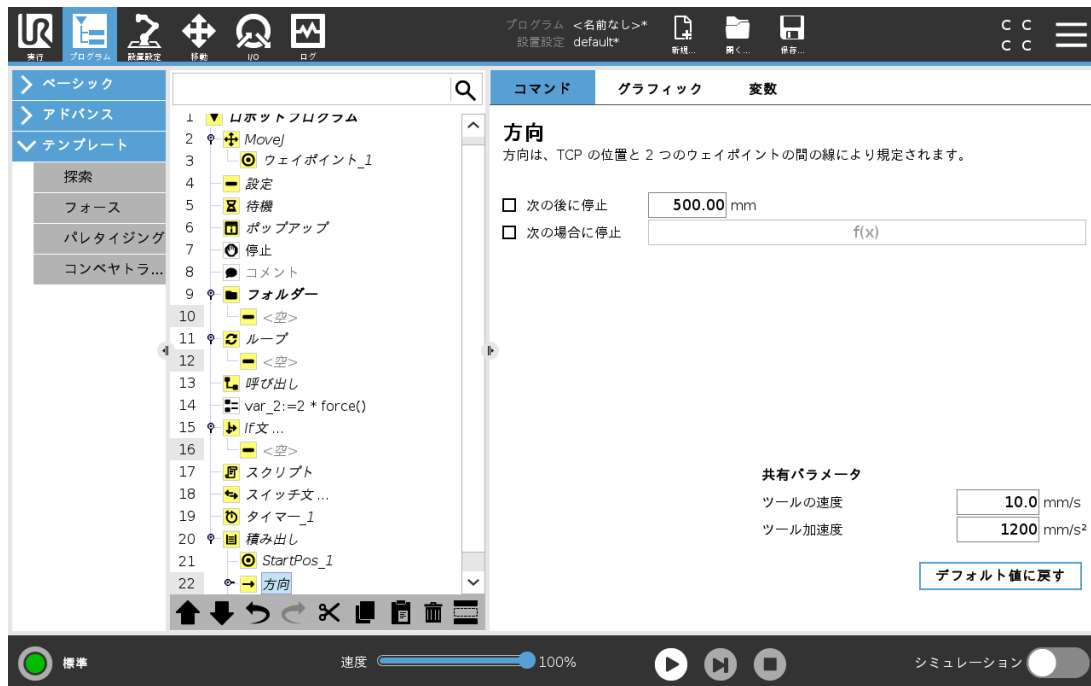 プログラム <名前なし>*
設置設定 default*
C C
C C
実行
プログラム
設置設定
移動
I/O
ログ
新規...
開く...
保存...
ベーシック
アドバンス
テンプレート
探索
フォース
パレタイジング
コンベヤトラ...
1 ロボットプログラム
2 MoveJ
3 ウェイポイント_1
4 設定
5 待機
6 ポップアップ
7 停止
8 コメント
9 フォルダー
10 <空>
11 ループ
12 <空>
13 呼び出し
14 var_2:=2 * force()
15 If文 ...
16 <空>
17 スクリプト
18 スイッチ文 ...
19 タイマー_1
20 積み出し
21 StartPos_1
22 方向
コマンド グラフィック 変数
方向
方向は、TCP の位置と 2 つのウェイポイントの間の線により規定されます。
次の後に停止 500.00 mm
次の場合に停止 f(x)
共有パラメータ
ツールの速度 10.0 mm/s
ツール加速度 1200 mm/s²
デフォルト値に戻す
標準
速度 100%
シミュレーション